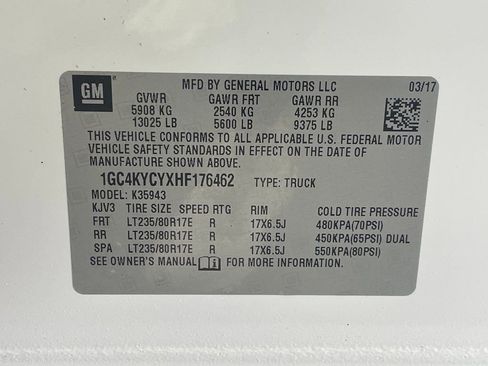 GM
MFD BY GENERAL MOTORS LLC 03/17
GVWR GAWR FRT GAWR RR
5908 KG 2540 KG 4253 KG
13025 LB 5600 LB 9375 LB
THIS VEHICLE CONFORMS TO ALL APPLICABLE U.S. FEDERAL MOTOR
VEHICLE SAFETY STANDARDS IN EFFECT ON THE DATE OF
MANUFACTURE SHOWN ABOVE.
1GC4KYCYXHF176462 TYPE: TRUCK
MODEL: K35943
KJV3 TIRE SIZE SPEED RTG RIM COLD TIRE PRESSURE
FRT LT235/80R17E R 17X6.5J 480KPA(70PSI)
RR LT235/80R17E R 17X6.5J 450KPA(65PSI) DUAL
SPA LT235/80R17E R 17X6.5J 550KPA(80PSI)
SEE OWNER'S MANUAL FOR MORE INFORMATION.